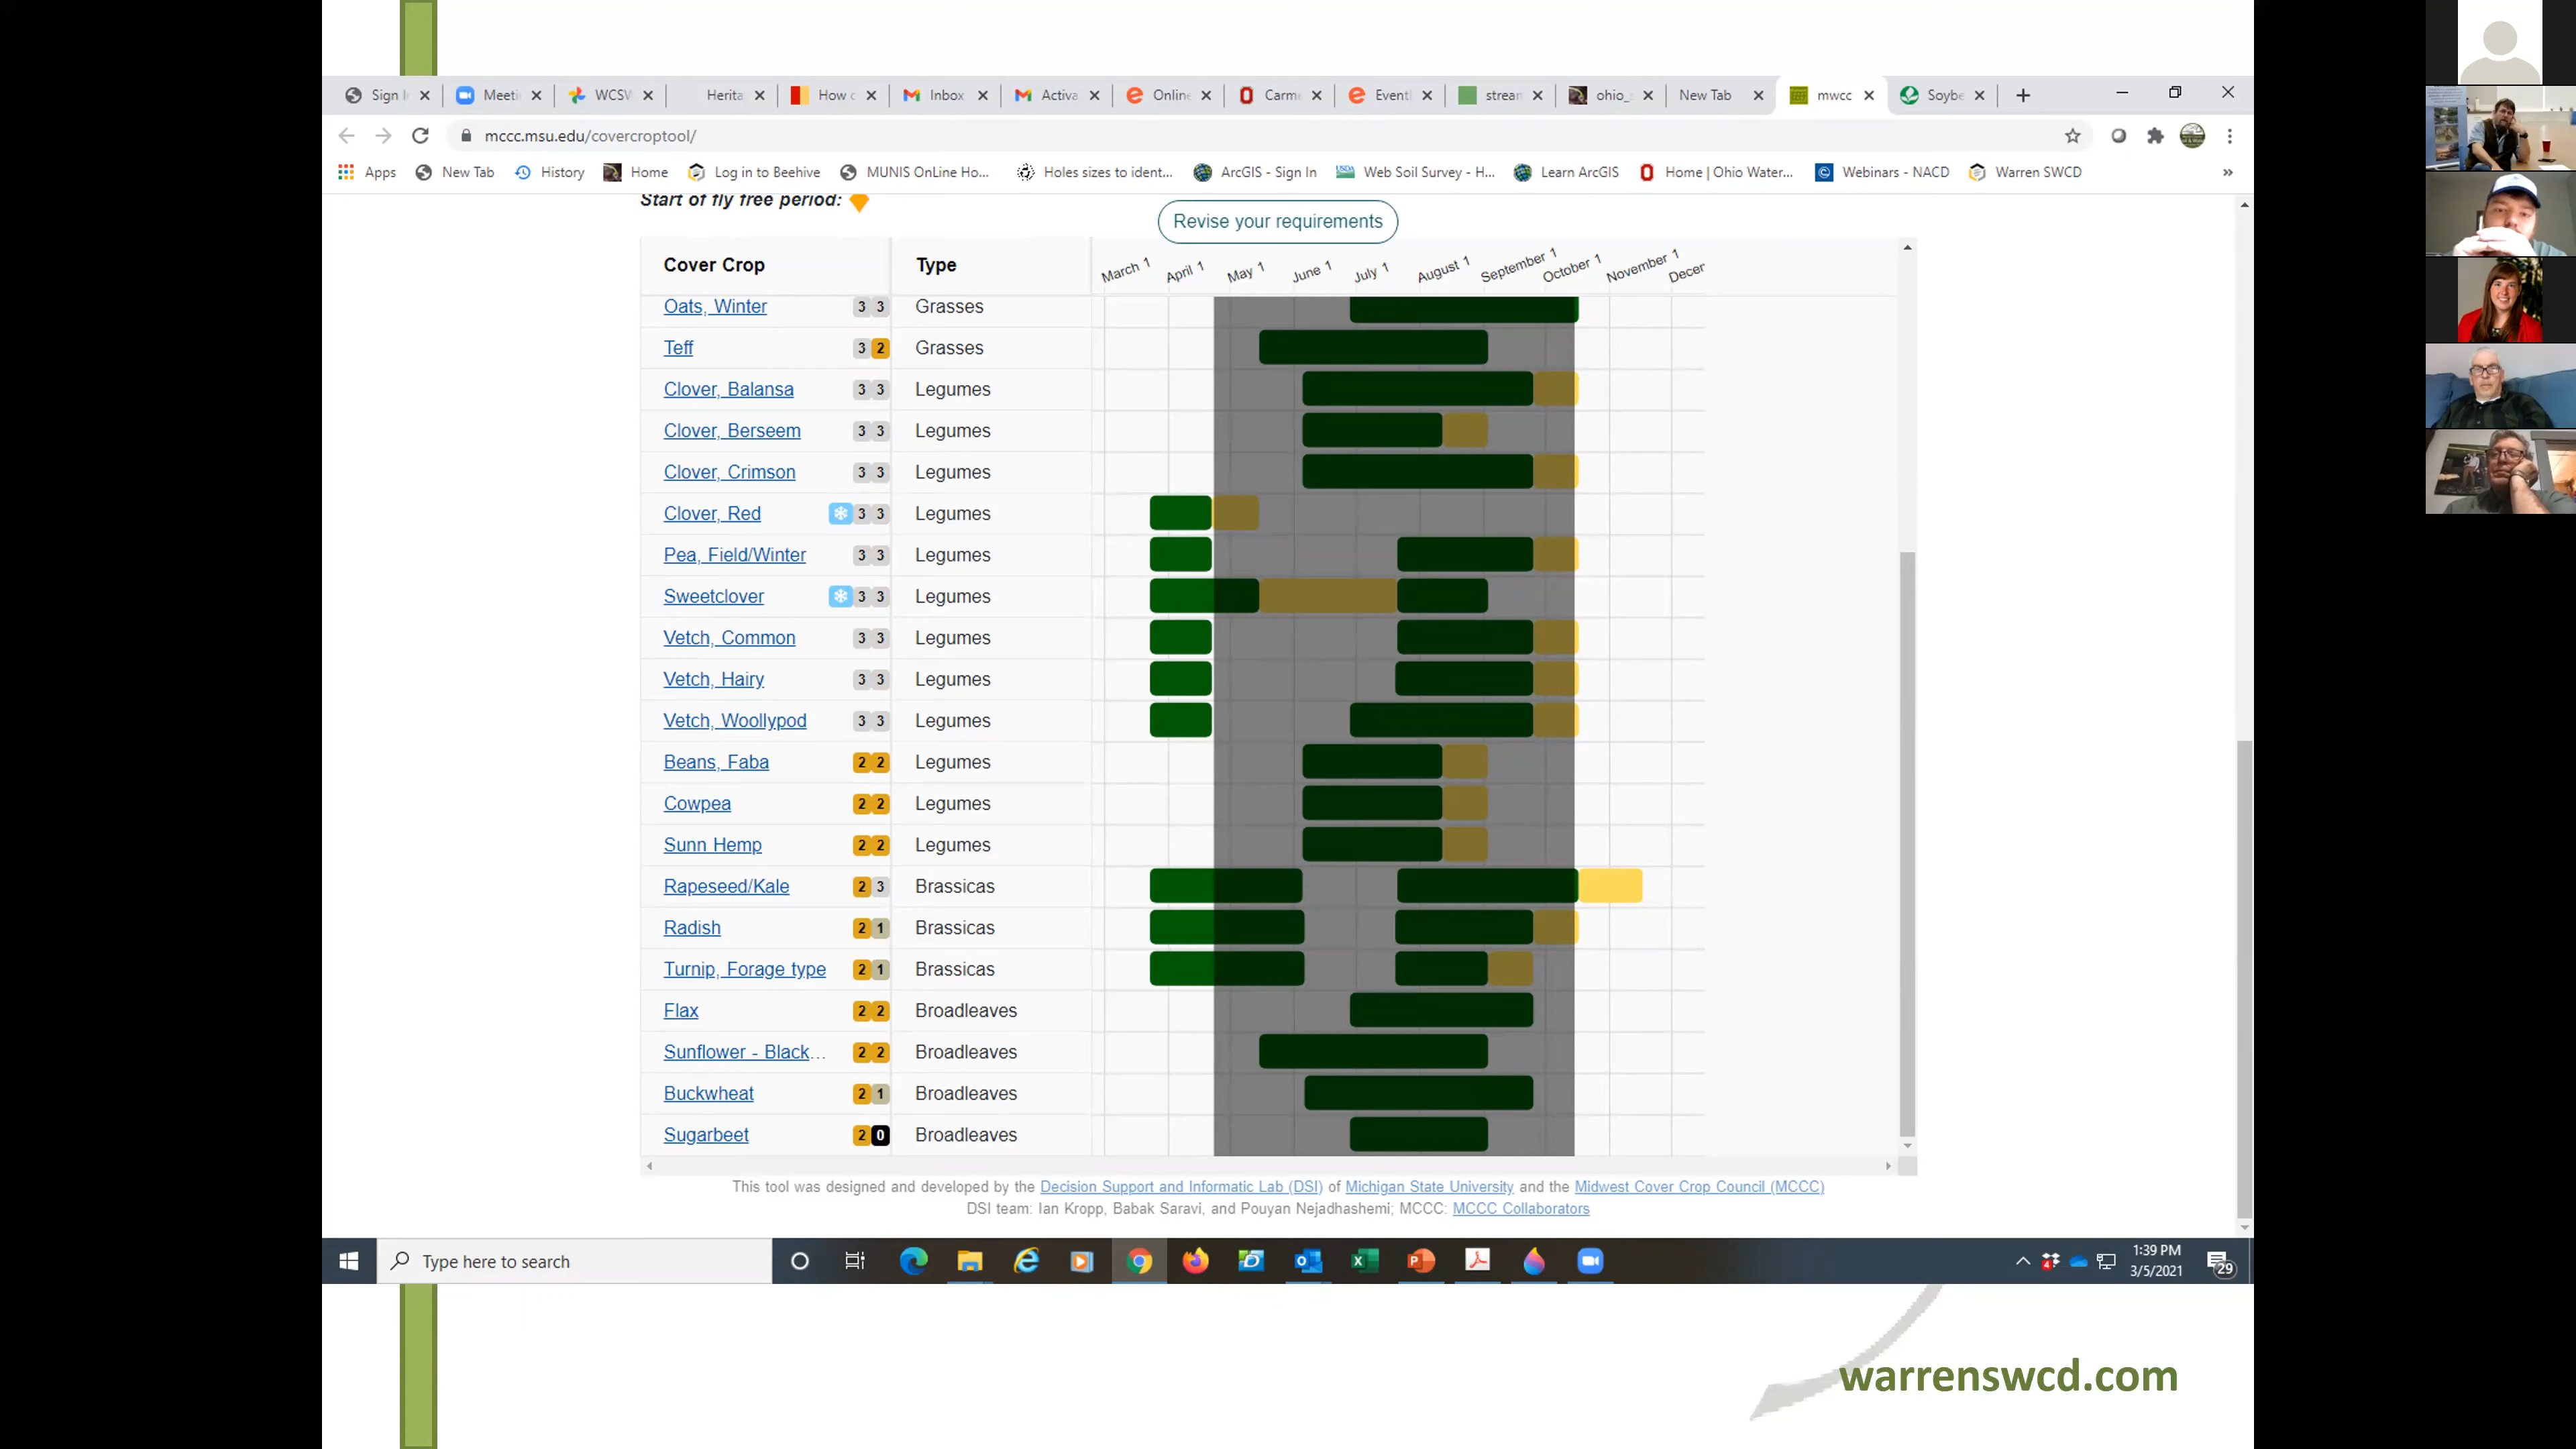 Sign I Meeti WCSW Herita How c Inbox Activa Online Carme Eventl stream ohio_s New Tab mwcc Soybe
mccc.msu.edu/covercroptool/
Apps New Tab History Home Log in to Beehive MUNIS OnLine Ho... Holes sizes to ident... ArcGIS - Sign In Web Soil Survey - H... Learn ArcGIS Home | Ohio Water... Webinars - NACD Warren SWCD »
Start of fly free period:
Revise your requirements
Cover Crop Type March 1 April 1 May 1 June 1 July 1 August 1 September 1 October 1 November 1 Decer
Oats, Winter 3 3 Grasses
Teff 3 2 Grasses
Clover, Balansa 3 3 Legumes
Clover, Berseem 3 3 Legumes
Clover, Crimson 3 3 Legumes
Clover, Red 3 3 Legumes
Pea, Field/Winter 3 3 Legumes
Sweetclover 3 3 Legumes
Vetch, Common 3 3 Legumes
Vetch, Hairy 3 3 Legumes
Vetch, Woollypod 3 3 Legumes
Beans, Faba 2 2 Legumes
Cowpea 2 2 Legumes
Sunn Hemp 2 2 Legumes
Rapeseed/Kale 2 3 Brassicas
Radish 2 1 Brassicas
Turnip, Forage type 2 1 Brassicas
Flax 2 2 Broadleaves
Sunflower - Black... 2 2 Broadleaves
Buckwheat 2 1 Broadleaves
Sugarbeet 2 0 Broadleaves
This tool was designed and developed by the Decision Support and Informatic Lab (DSI) of Michigan State University and the Midwest Cover Crop Council (MCCC)
DSI team: Ian Kropp, Babak Saravi, and Pouyan Nejadhashemi; MCCC: MCCC Collaborators
Type here to search
1:39 PM
3/5/2021
29
warrenswcd.com